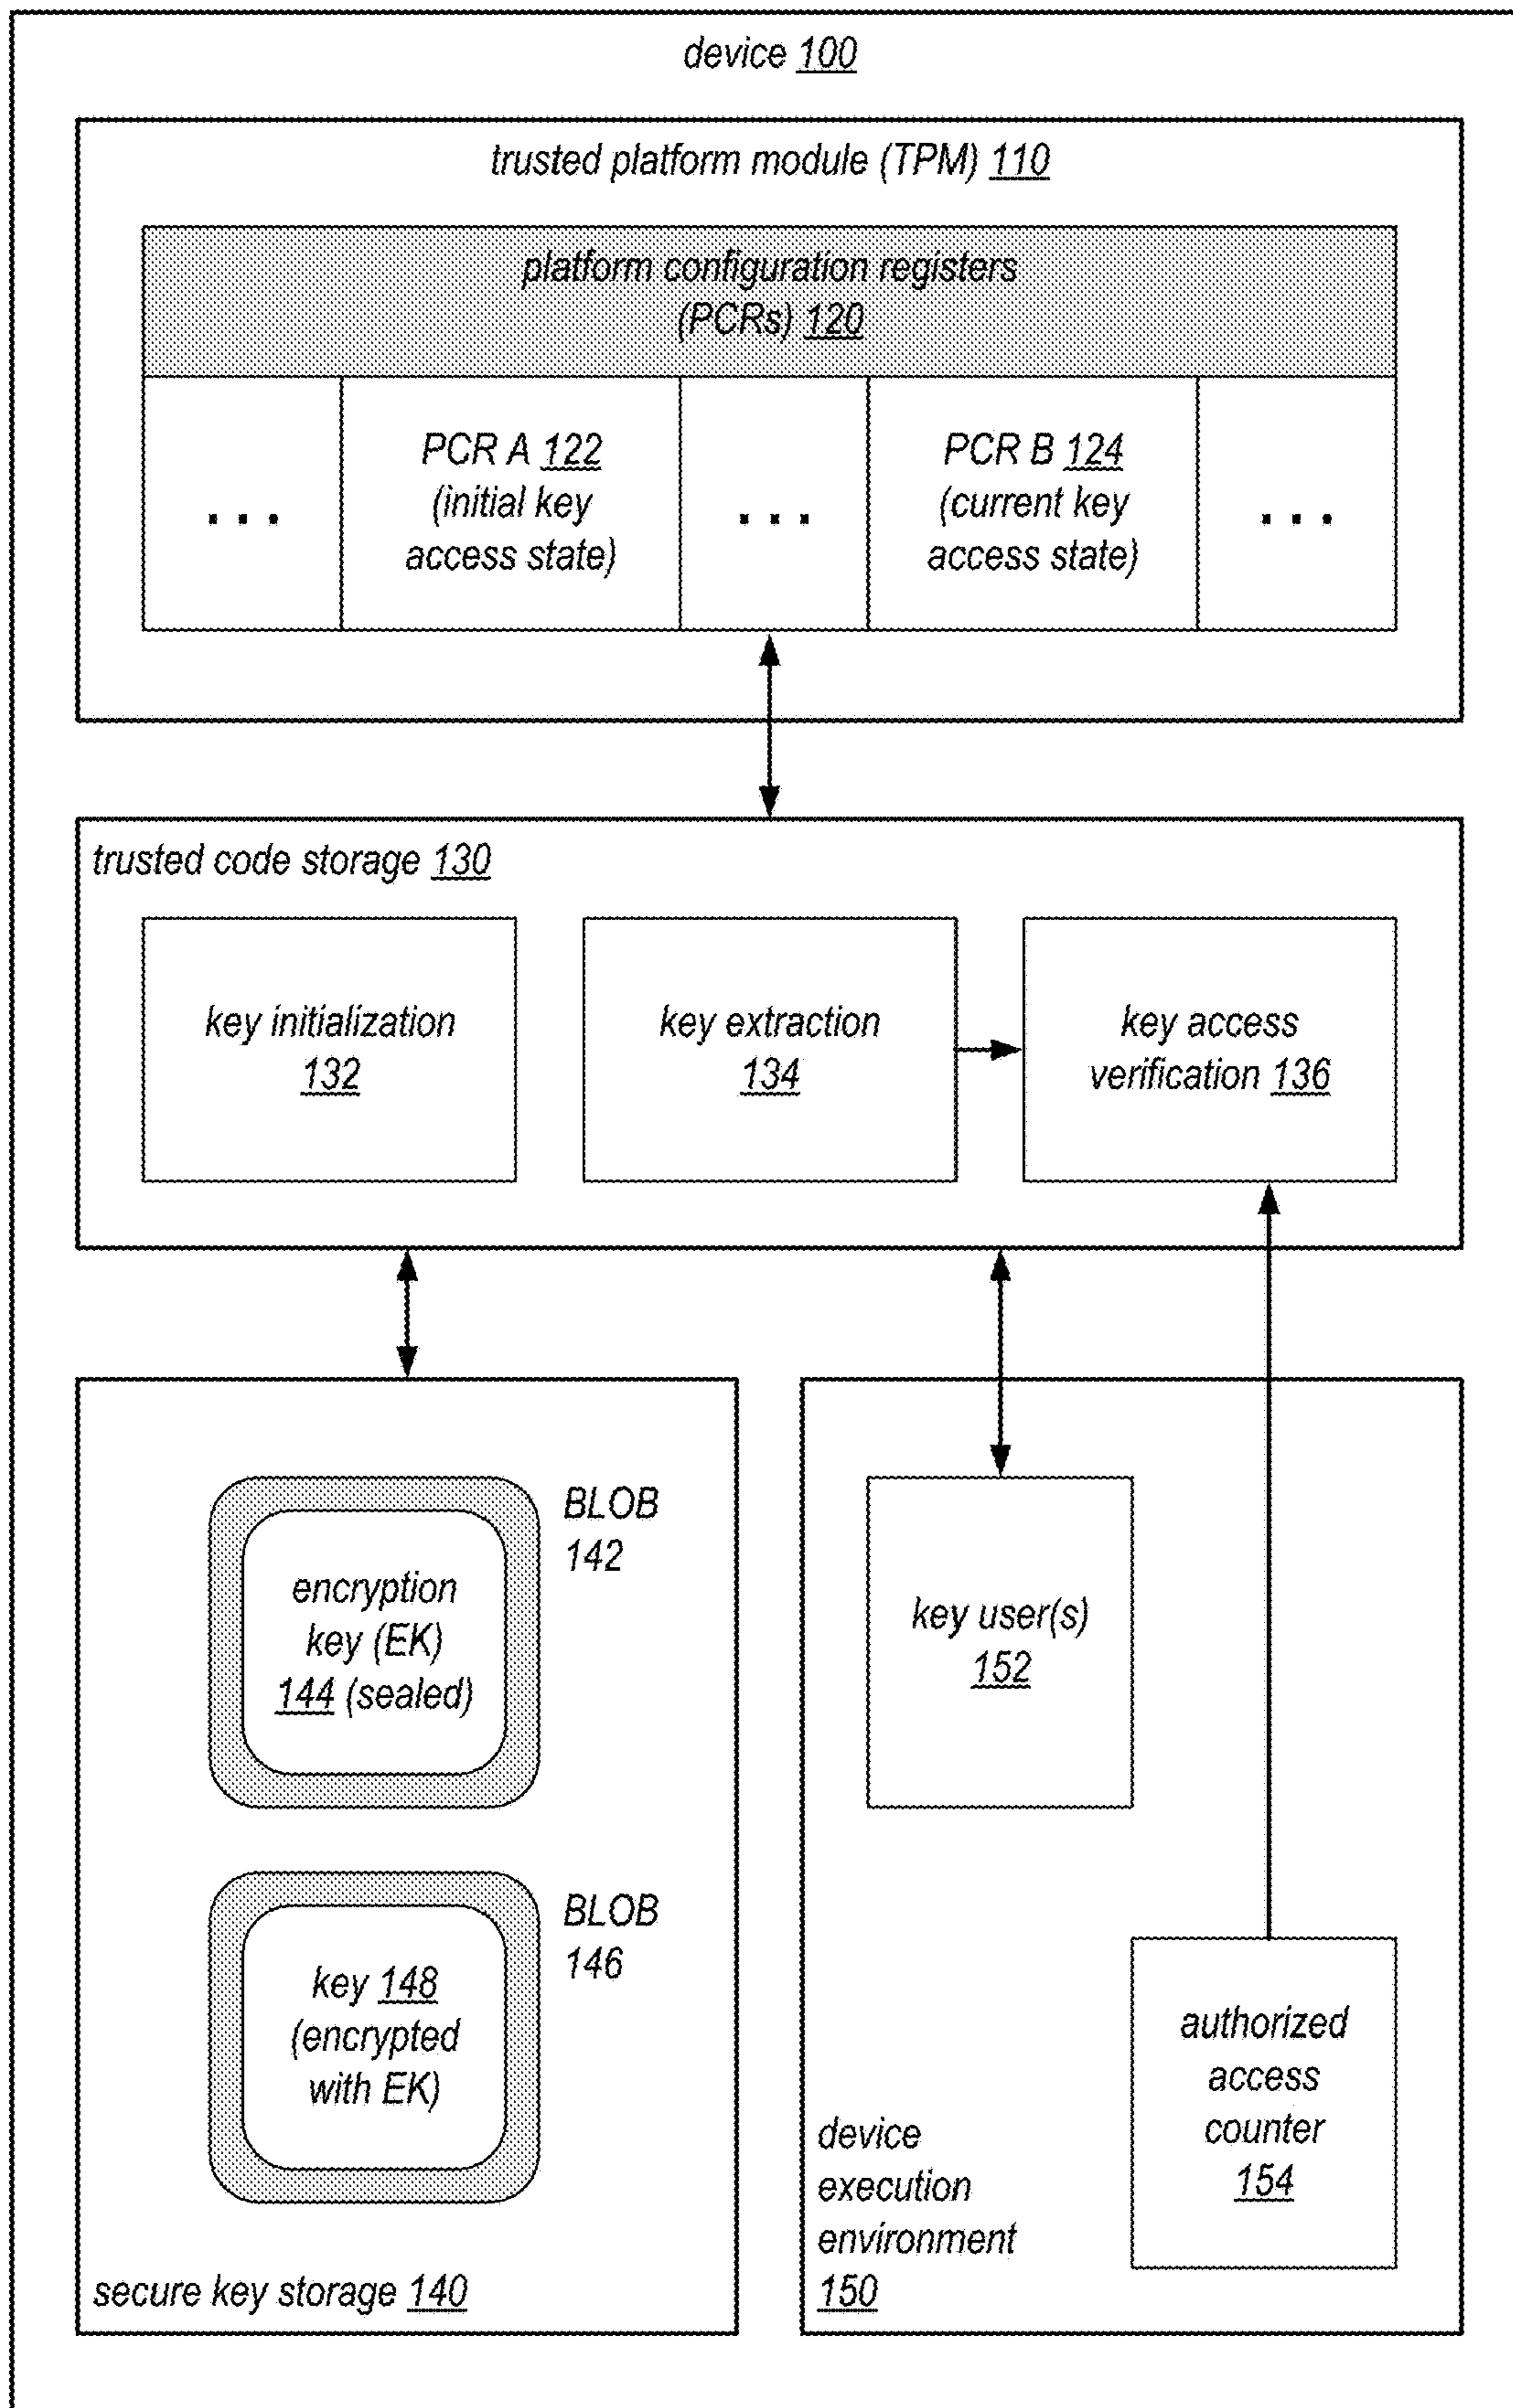 device 100
trusted platform module (TPM) 110
platform configuration registers
(PCRs) 120
. . .
PCR A 122
(initial key
access state)
. . .
PCR B 124
(current key
access state)
. . .
trusted code storage 130
key initialization
132
key extraction
134
key access
verification 136
BLOB
142
encryption
key (EK)
144 (sealed)
BLOB
146
key 148
(encrypted
with EK)
secure key storage 140
key user(s)
152
authorized
access
counter
154
device
execution
environment
150